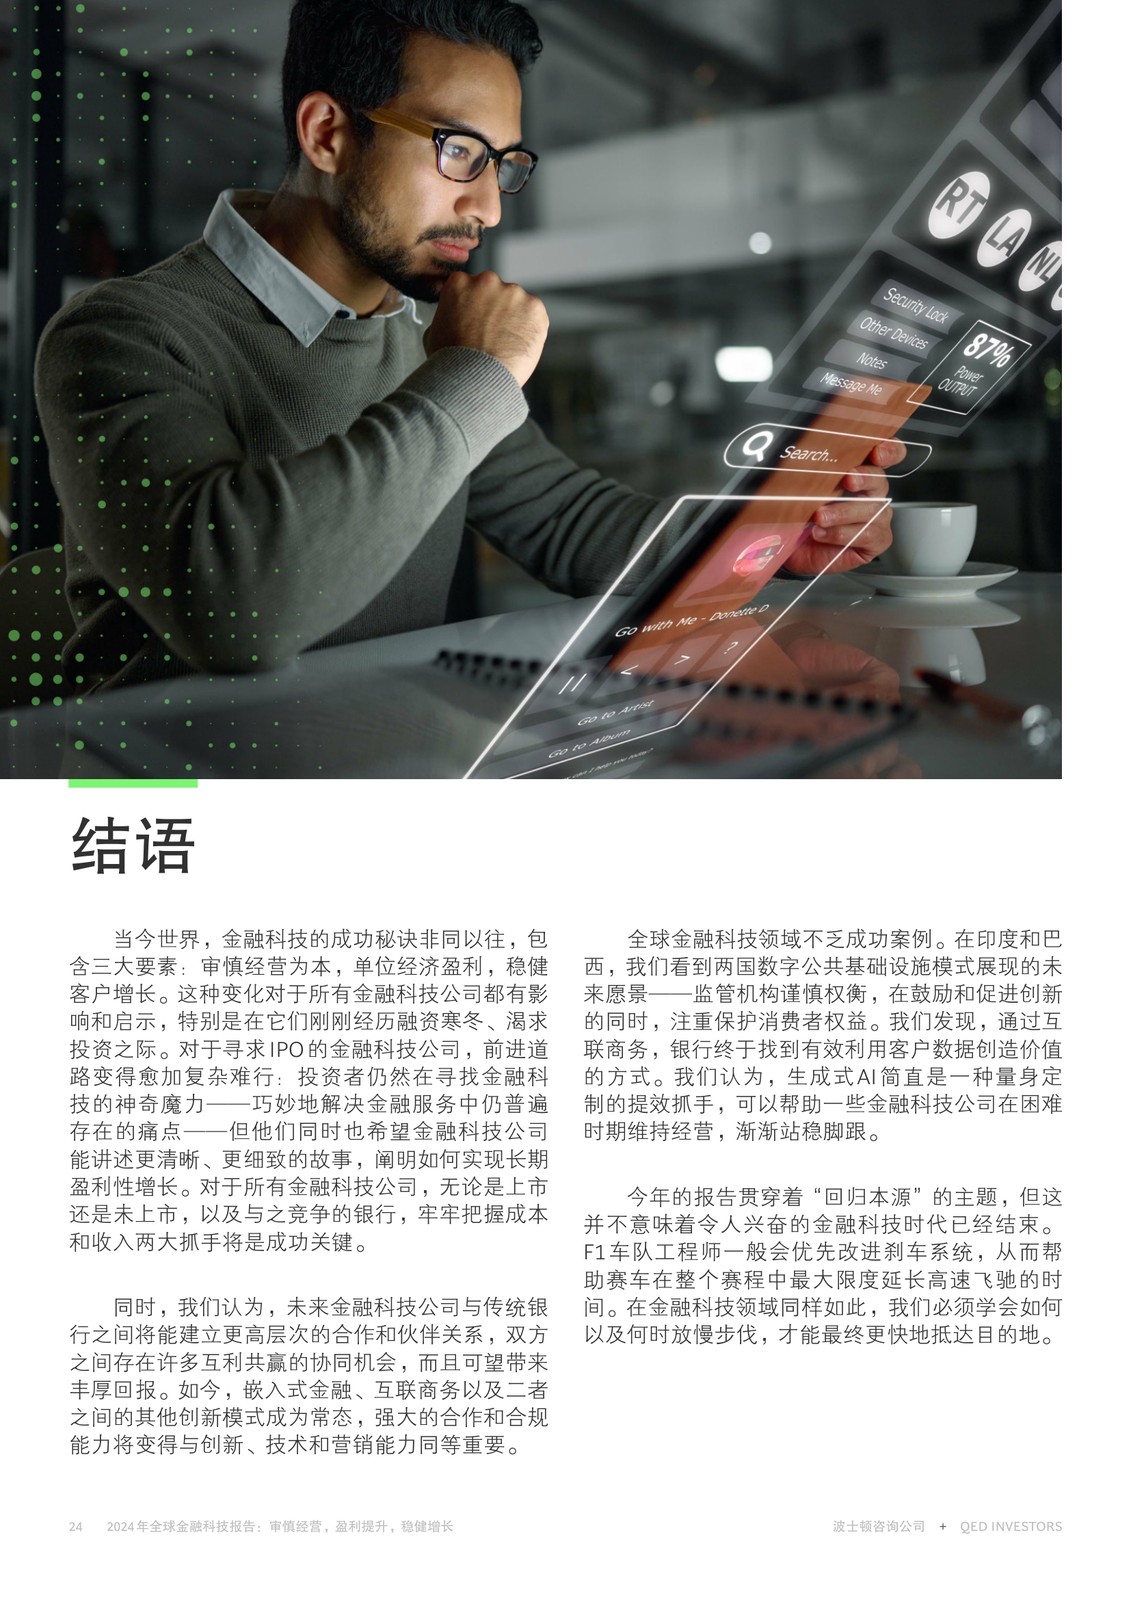 RT
LA
NL
Security Lock
Other Devices
Notes
Message Me
87%
Power
OUTPUT
Search...
Go with Me - Donette D
Go to Artist
Go to Album
结语
当今世界，金融科技的成功秘诀非同以往，包
含三大要素：审慎经营为本，单位经济盈利，稳健
客户增长。这种变化对于所有金融科技公司都有影
响和启示，特别是在它们刚刚经历融资寒冬、渴求
投资之际。对于寻求IPO的金融科技公司，前进道
路变得愈加复杂难行：投资者仍然在寻找金融科
技的神奇魔力——巧妙地解决金融服务中仍普遍
存在的痛点——但他们同时也希望金融科技公司
能讲述更清晰、更细致的故事，阐明如何实现长期
盈利性增长。对于所有金融科技公司，无论是上市
还是未上市，以及与之竞争的银行，牢牢把握成本
和收入两大抓手将是成功关键。
同时，我们认为，未来金融科技公司与传统银
行之间将能建立更高层次的合作和伙伴关系，双方
之间存在许多互利共赢的协同机会，而且可望带来
丰厚回报。如今，嵌入式金融、互联商务以及二者
之间的其他创新模式成为常态，强大的合作和合规
能力将变得与创新、技术和营销能力同等重要。
全球金融科技领域不乏成功案例。在印度和巴
西，我们看到两国数字公共基础设施模式展现的未
来愿景——监管机构谨慎权衡，在鼓励和促进创新
的同时，注重保护消费者权益。我们发现，通过互
联商务，银行终于找到有效利用客户数据创造价值
的方式。我们认为，生成式AI简直是一种量身定
制的提效抓手，可以帮助一些金融科技公司在困难
时期维持经营，渐渐站稳脚跟。
今年的报告贯穿着“回归本源”的主题，但这
并不意味着令人兴奋的金融科技时代已经结束。
F1车队工程师一般会优先改进刹车系统，从而帮
助赛车在整个赛程中最大限度延长高速飞驰的时
间。在金融科技领域同样如此，我们必须学会如何
以及何时放慢步伐，才能最终更快地抵达目的地。
24 2024年全球金融科技报告：审慎经营，盈利提升，稳健增长
波士顿咨询公司 + QED INVESTORS